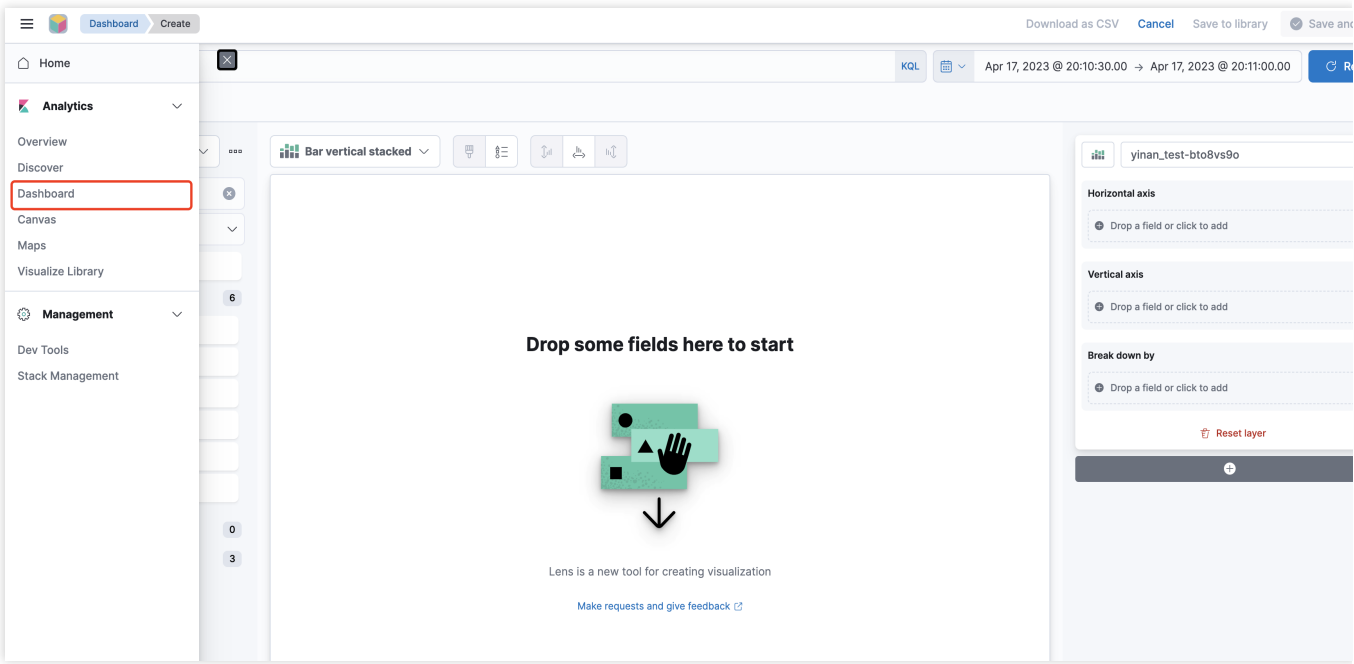 Dashboard
Create
Download as CSV
Cancel
Save to library
Save and
Home
KQL
Apr 17, 2023 @ 20:10:30.00 → Apr 17, 2023 @ 20:11:00.00
Analytics
Overview
Discover
Dashboard
Canvas
Maps
Visualize Library
6
Management
Dev Tools
Stack Management
0
3
Bar vertical stacked
Drop some fields here to start
Lens is a new tool for creating visualization
Make requests and give feedback
yinan_test-bto8vs9o
Horizontal axis
Drop a field or click to add
Vertical axis
Drop a field or click to add
Break down by
Drop a field or click to add
Reset layer